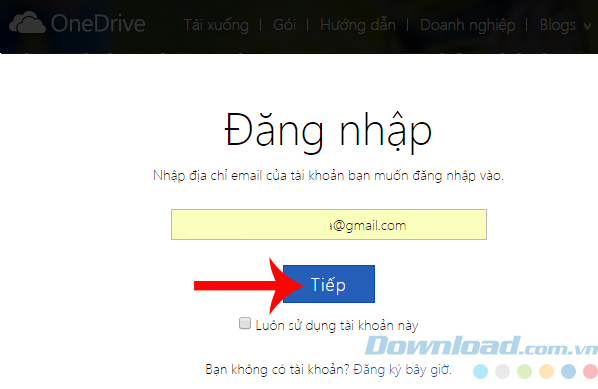 OneDrive Tải xuống | Gói | Hướng dẫn | Doanh nghiệp | Blogs
Đăng nhập
Nhập địa chỉ email của tài khoản bạn muốn đăng nhập vào.
a@gmail.com
Tiếp
Luôn sử dụng tài khoản này
Download.com.vn
Bạn không có tài khoản? Đăng ký bây giờ.